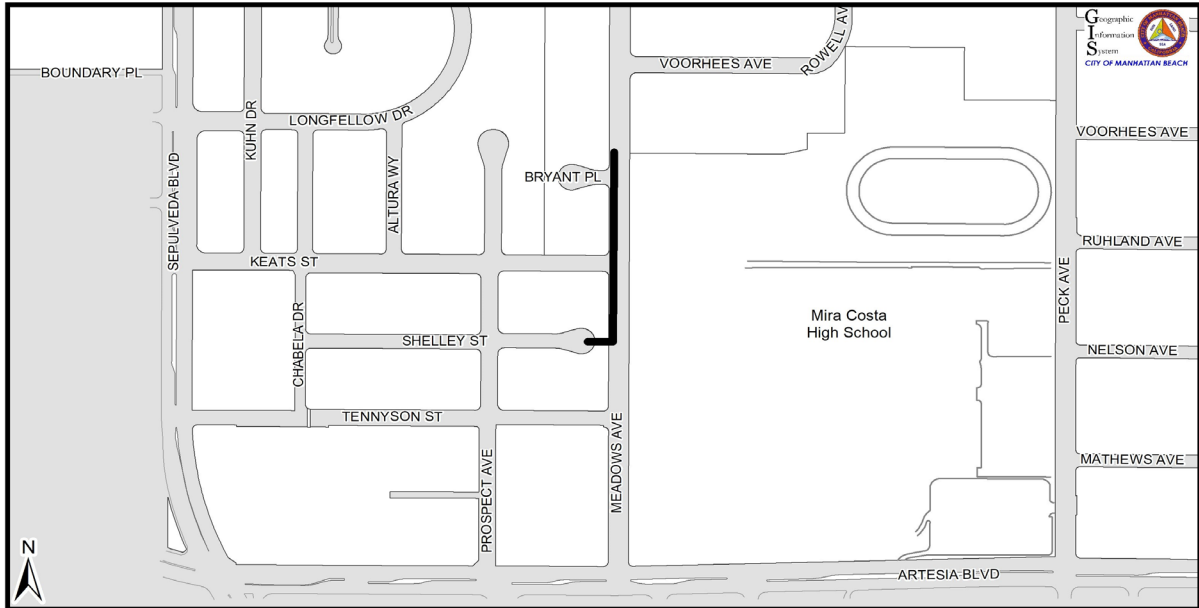 Geographic
Information
System
CITY OF MANHATTAN BEACH
BOUNDARY PL
VOORHEES AVE
ROWELL AV
LONGFELLOW DR
KUHN DR
VOORHEES AVE
SEPULVEDA BLVD
ALTURA WY
BRYANT PL
RUHLAND AVE
KEATS ST
PECK AVE
CHABELA DR
Mira Costa
High School
SHELLEY ST
NELSON AVE
TENNYSON ST
MEADOWS AVE
MATHEWS AVE
PROSPECT AVE
N
ARTESIA BLVD